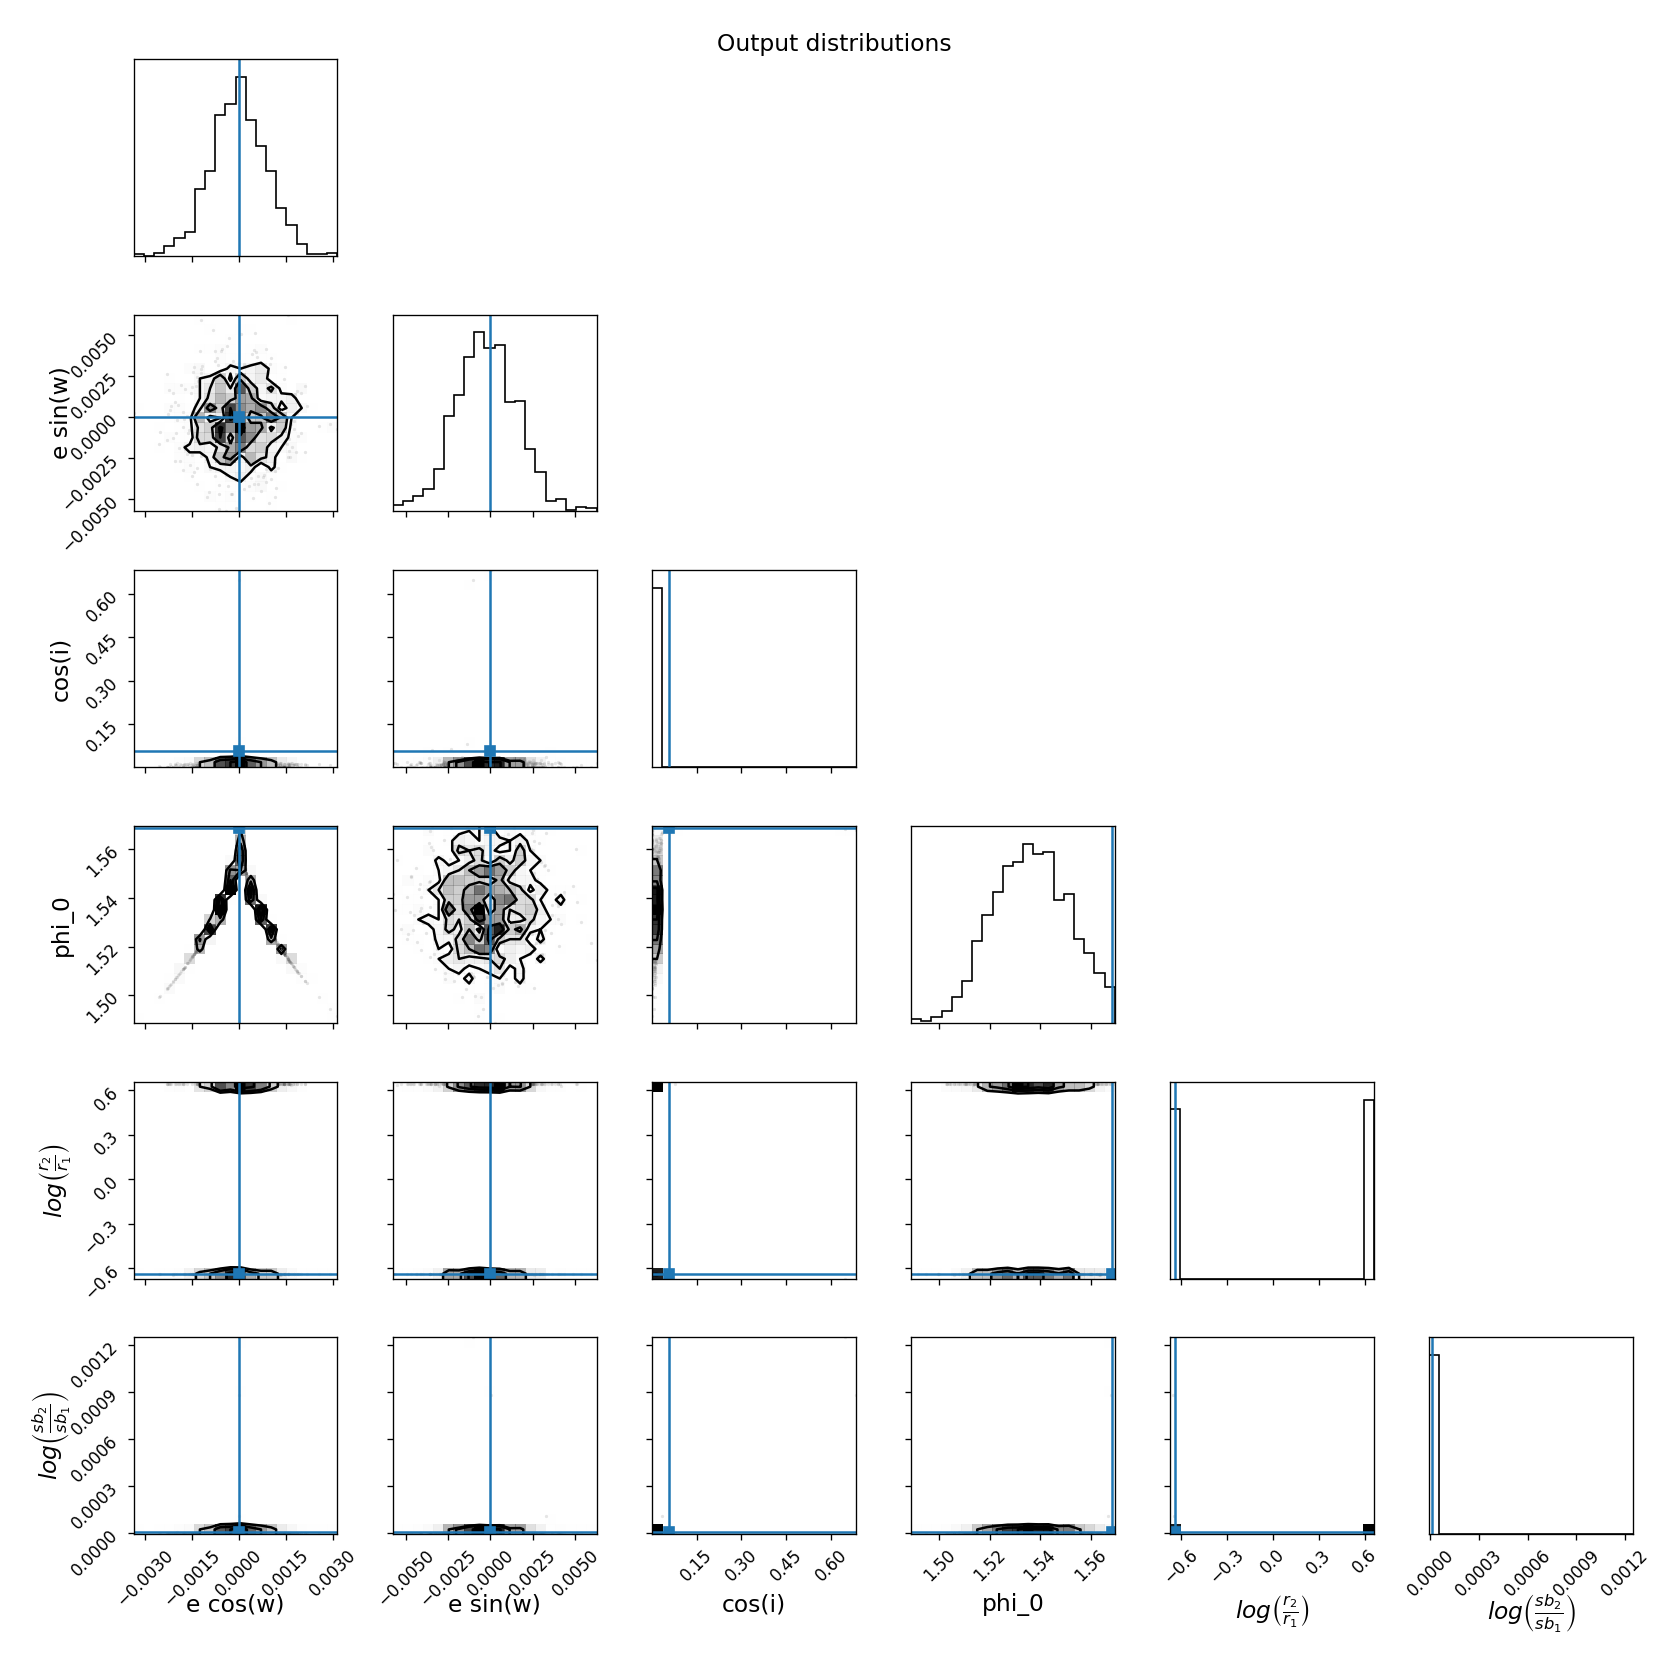 Output distributions
e sin(w)
0.0050
0.0025
0.0000
−0.0025
−0.0050
cos(i)
0.60
0.45
0.30
0.15
phi_0
1.56
1.54
1.52
1.50
log(r2/r1)
0.6
0.3
0.0
−0.3
−0.6
log(sb2/sb1)
0.0012
0.0009
0.0006
0.0003
0.0000
−0.0030 −0.0015 0.0000 0.0015 0.0030
−0.0050 −0.0025 0.0000 0.0025 0.0050
0.15 0.30 0.45 0.60
1.50 1.52 1.54 1.56
−0.6 −0.3 0.0 0.3 0.6
0.0000 0.0003 0.0006 0.0009 0.0012
e cos(w) e sin(w) cos(i) phi_0 log(r2/r1) log(sb2/sb1)